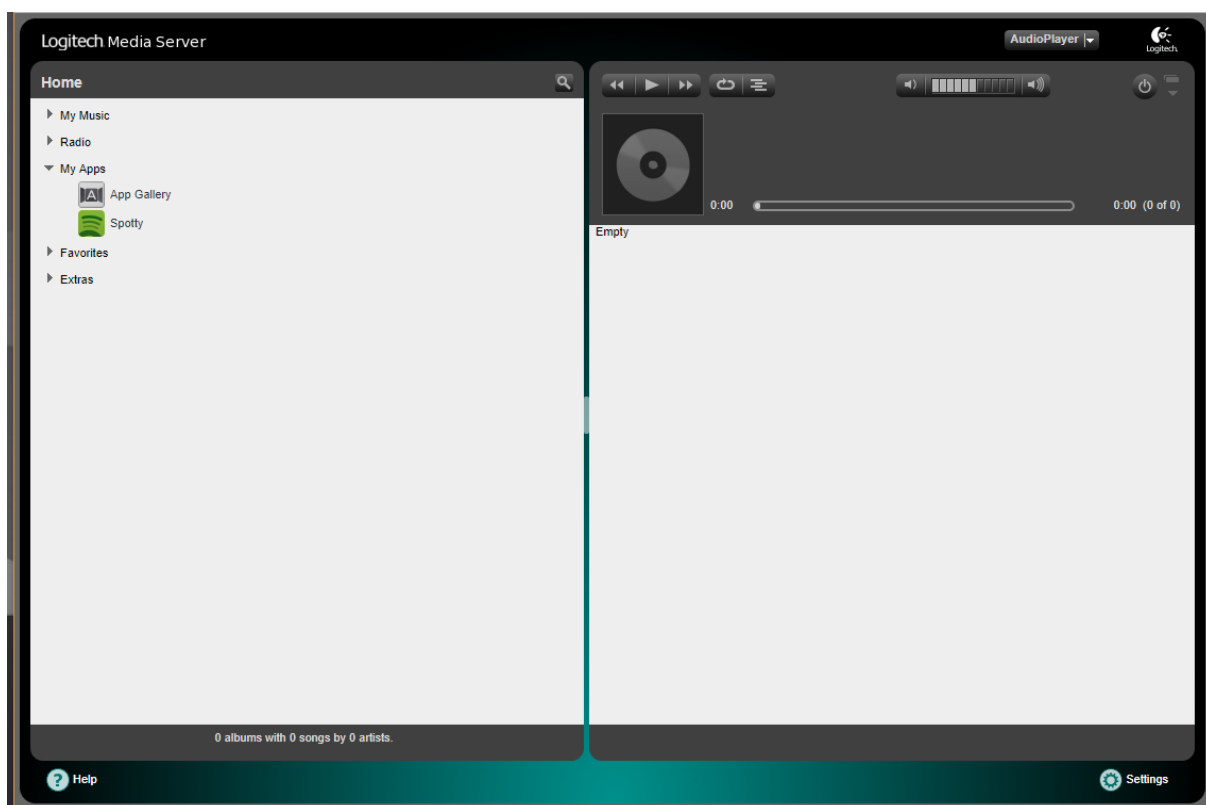 Logitech Media Server
AudioPlayer
Logitech
Home
My Music
Radio
My Apps
A
App Gallery
Spotty
Favorites
Extras
0:00
0:00 (0 of 0)
Empty
0 albums with 0 songs by 0 artists.
? Help
Settings